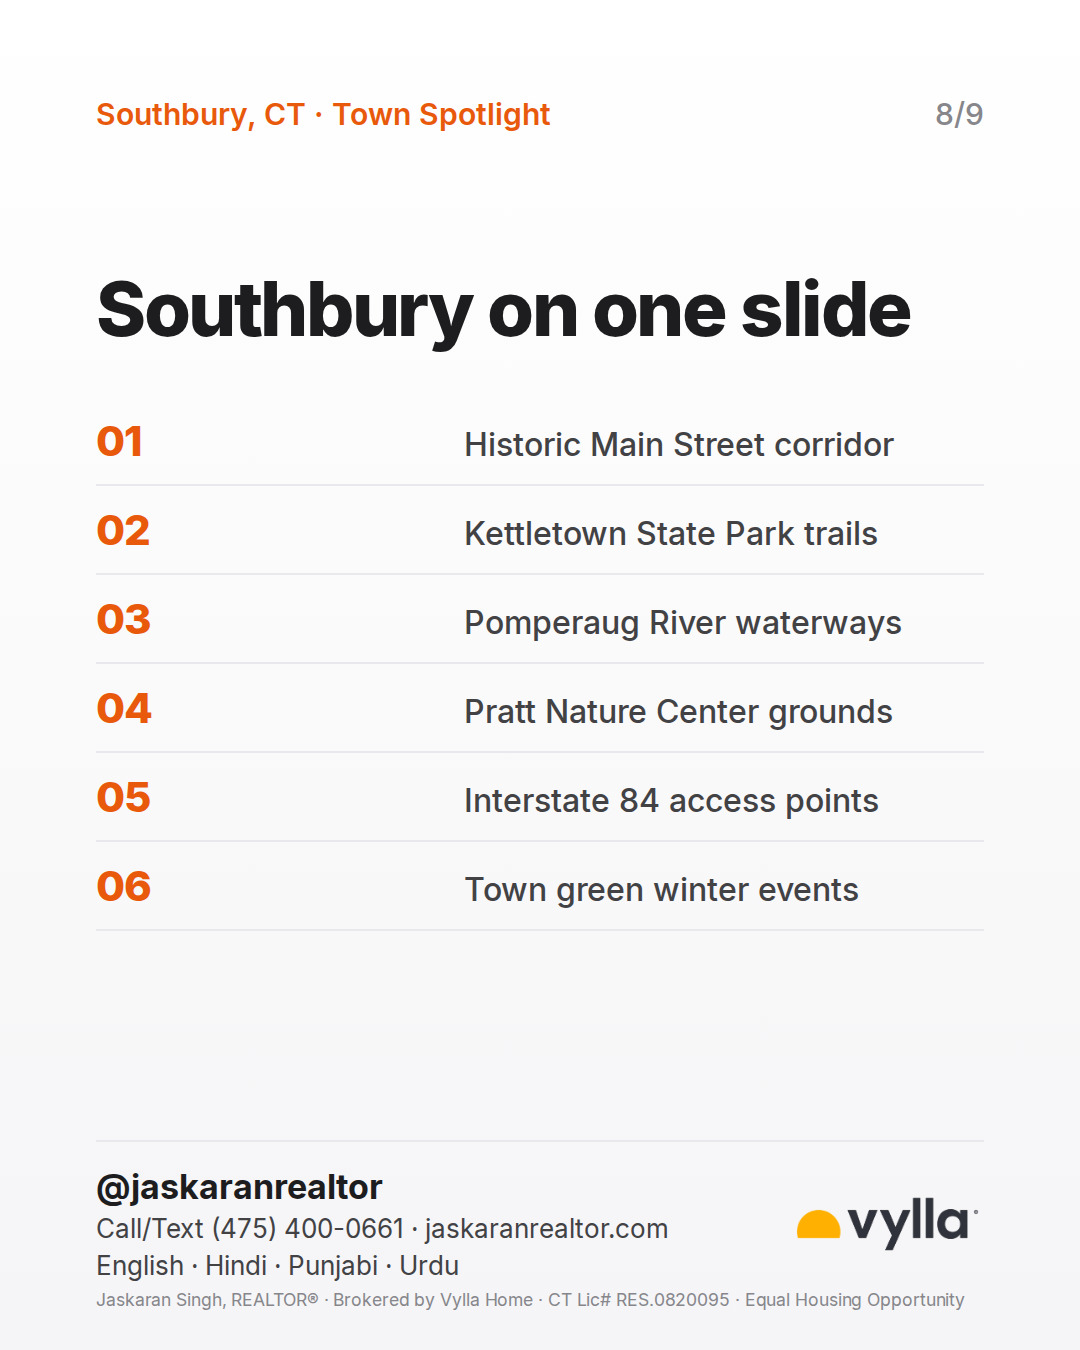 Southbury, CT · Town Spotlight 8/9
Southbury on one slide
01 Historic Main Street corridor
02 Kettletown State Park trails
03 Pomperaug River waterways
04 Pratt Nature Center grounds
05 Interstate 84 access points
06 Town green winter events
@jaskaranrealtor
Call/Text (475) 400-0661 · jaskaranrealtor.com
English · Hindi · Punjabi · Urdu
Jaskaran Singh, REALTOR® · Brokered by Vylla Home · CT Lic# RES.0820095 · Equal Housing Opportunity
vylla